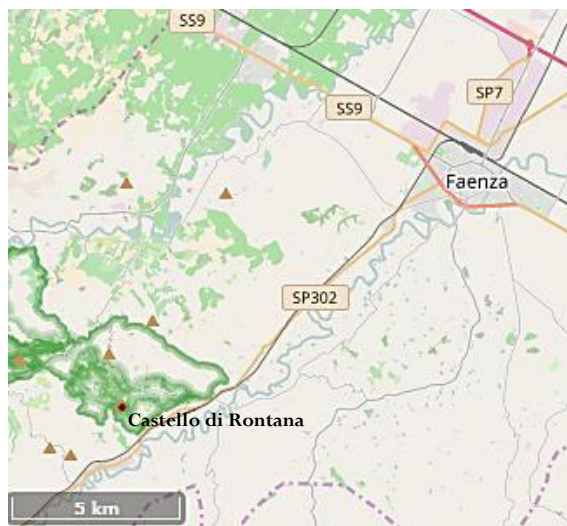 SS9
SP7
SS9
Faenza
SP302
Castello di Rontana
5 km